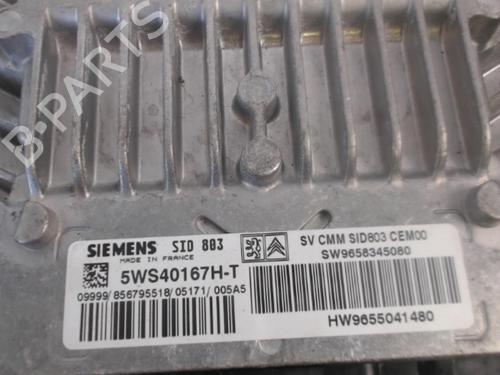 B-PARTS
SIEMENS SID 803
MADE IN FRANCE
5WS40167H-T
09999/856795518/05171/005A5
SV CMM SID803 CEM00
SW9658345080
HW9655041480